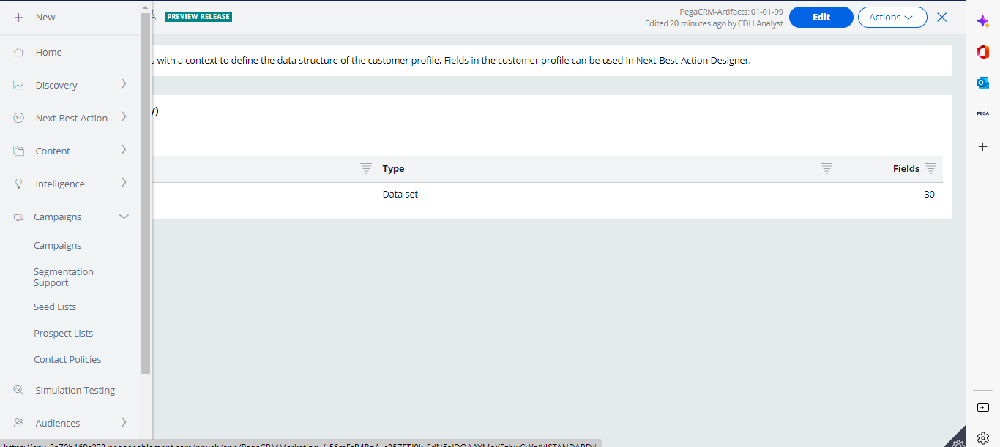 New
PREVIEW RELEASE
PegaCRM-Artifacts: 01-01-99
Edited 20 minutes ago by CDH Analyst
Edit
Actions
Home
s with a context to define the data structure of the customer profile. Fields in the customer profile can be used in Next-Best-Action Designer.
Discovery
Next-Best-Action
y)
Content
Type
Fields
Intelligence
Data set
30
Campaigns
Campaigns
Segmentation
Support
Seed Lists
Prospect Lists
Contact Policies
Simulation Testing
Audiences
PEGA